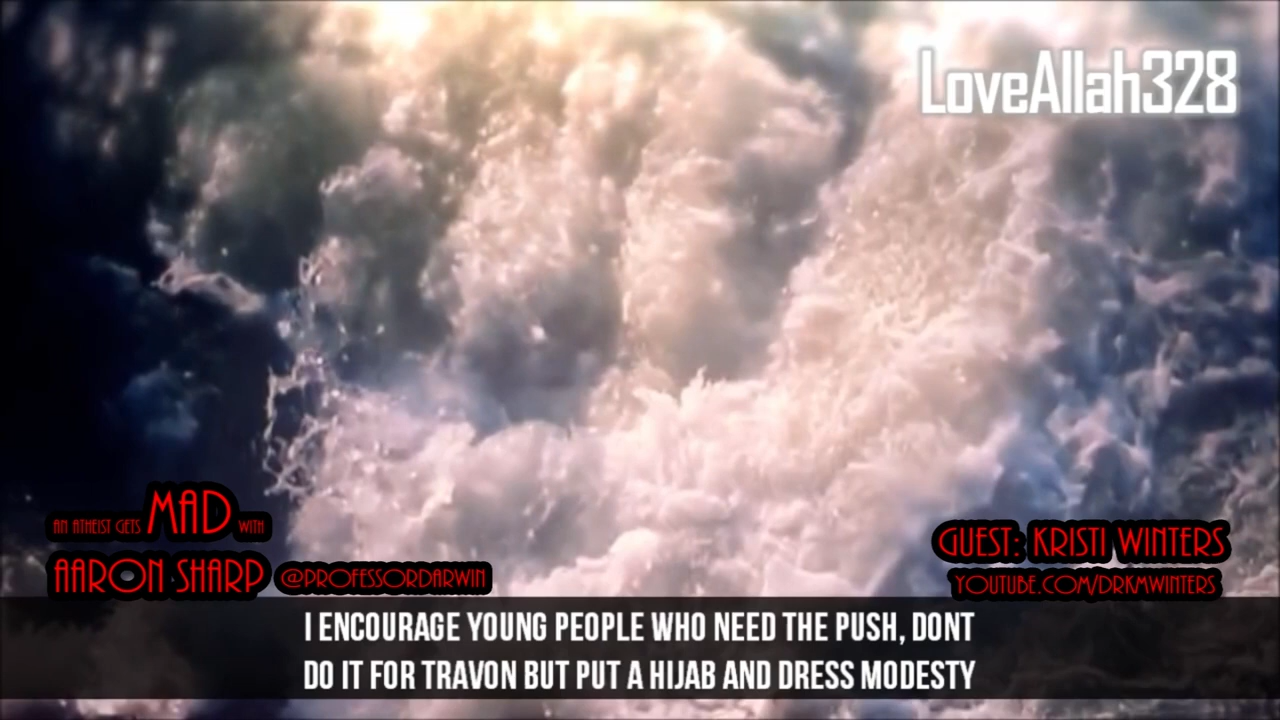 LoveAllah328
AN ATHEIST GETS MAD WITH
AARON SHARP @PROFESSORDARWIN
GUEST: KRISTI WINTERS
YOUTUBE.COM/DRKMWINTERS
I ENCOURAGE YOUNG PEOPLE WHO NEED THE PUSH, DONT
DO IT FOR TRAVON BUT PUT A HIJAB AND DRESS MODESTY